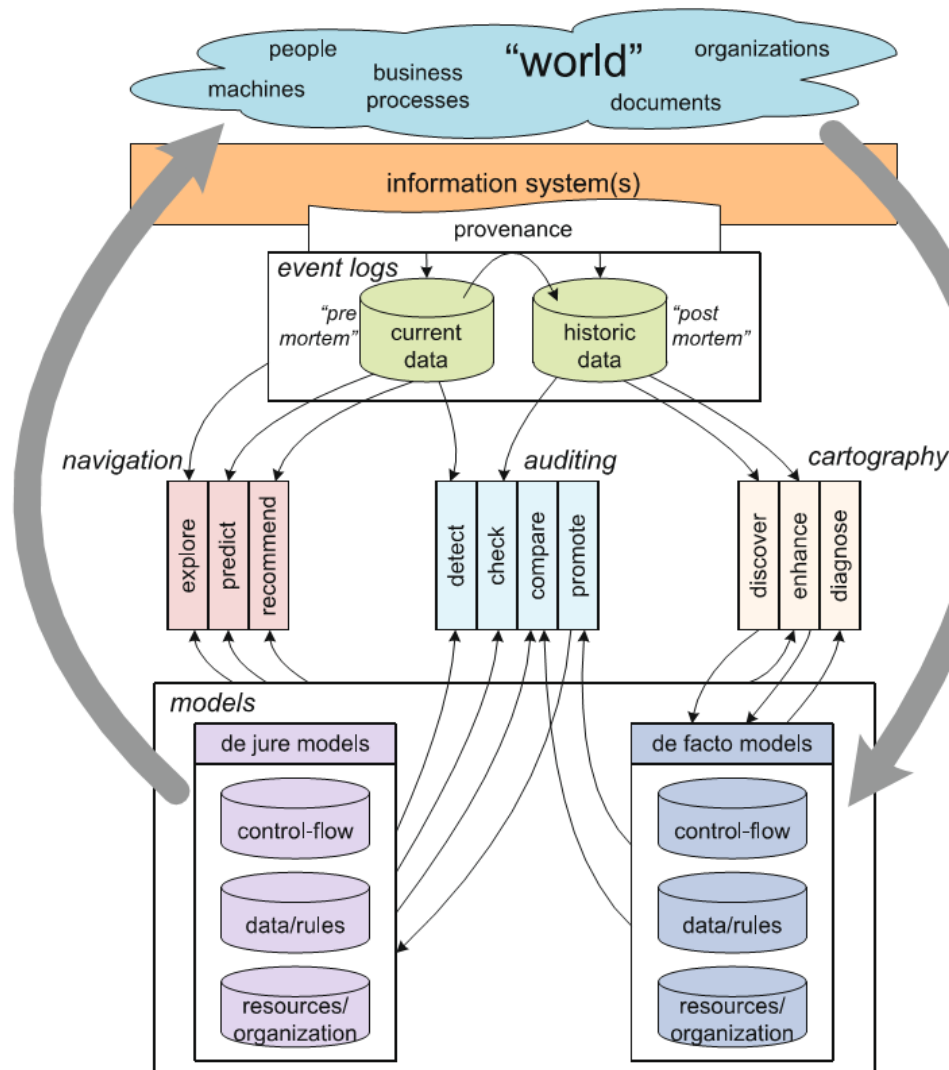 people
"world"
organizations
machines
business
processes
documents
information system(s)
provenance
event logs
"pre
mortem"
current
data
historic
data
"post
mortem"
navigation
auditing
cartography
explore
predict
recommend
detect
check
compare
promote
discover
enhance
diagnose
models
de jure models
de facto models
control-flow
control-flow
data/rules
data/rules
resources/
organization
resources/
organization